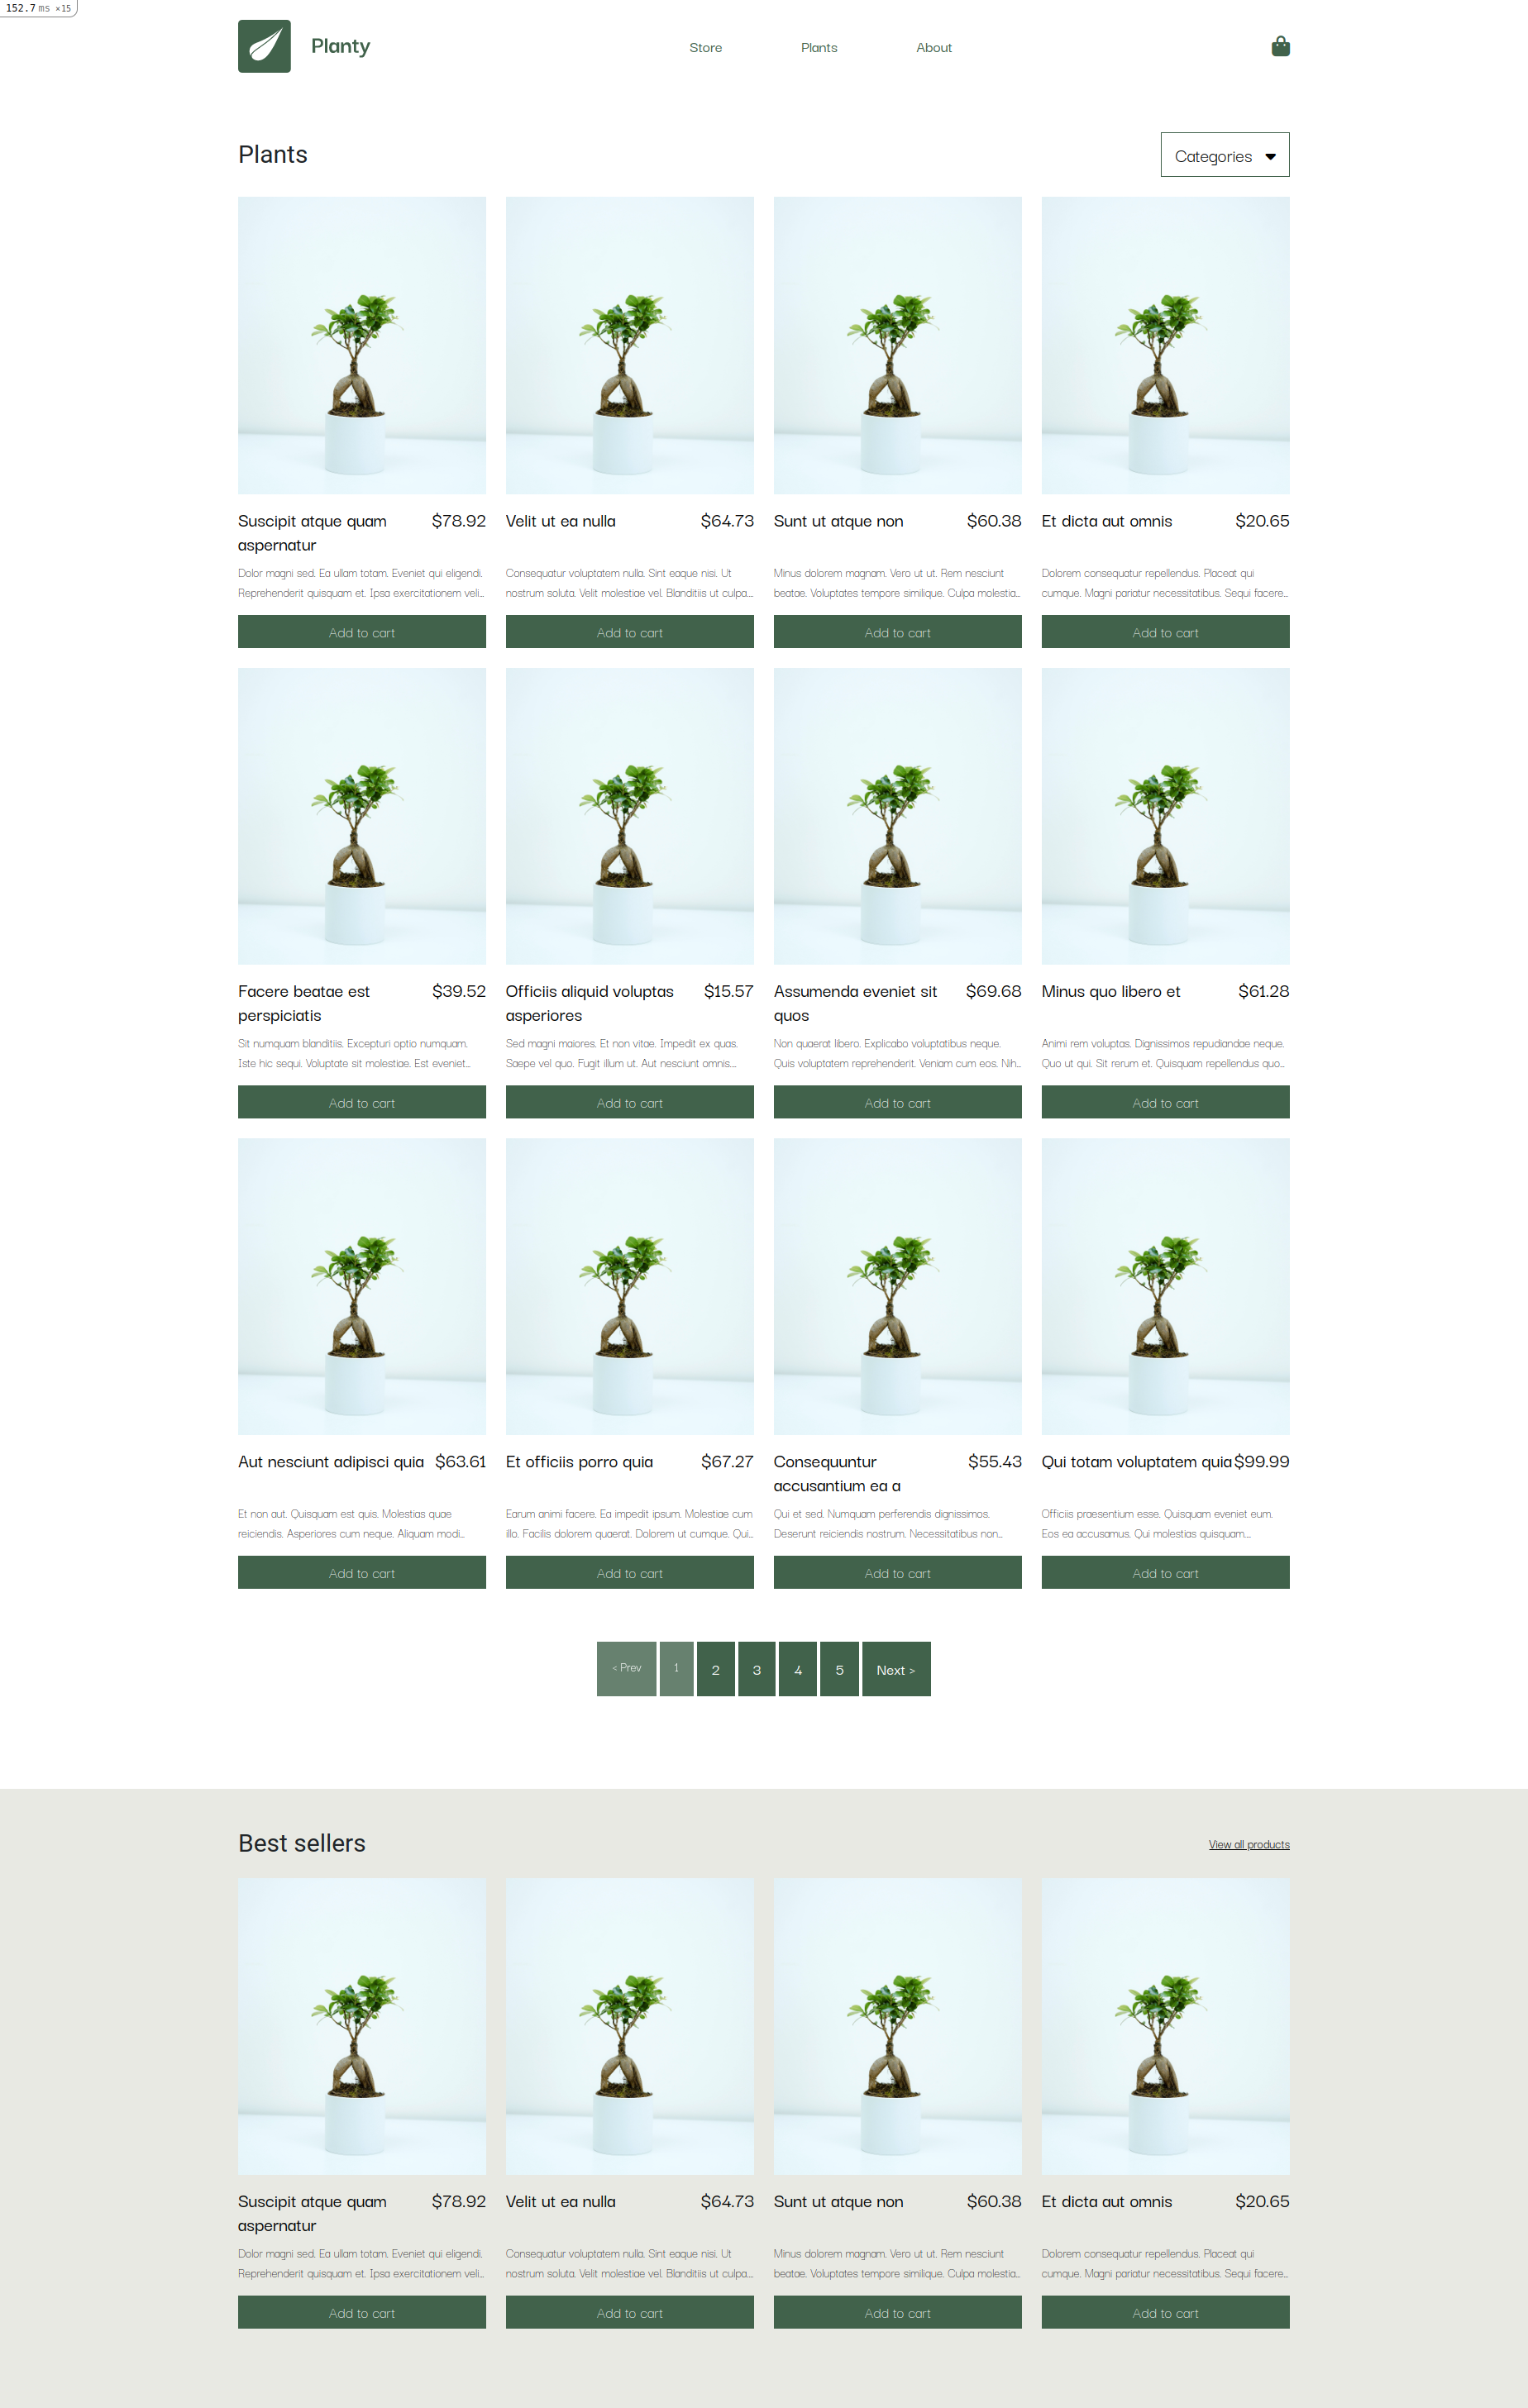 152.7 ms ×15
Planty
Store Plants About
Plants
Categories
Suscipit atque quam aspernatur $78.92
Dolor magni sed. Ea ullam totam. Eveniet qui eligendi.
Reprehenderit quisquam et. Ipsa exercitationem veli...
Add to cart
Velit ut ea nulla $64.73
Consequatur voluptatem nulla. Sint eaque nisi. Ut
nostrum soluta. Velit molestiae vel. Blanditiis ut culpa...
Add to cart
Sunt ut atque non $60.38
Minus dolorem magnam. Vero ut ut. Rem nesciunt
beatae. Voluptates tempore similique. Culpa molestia...
Add to cart
Et dicta aut omnis $20.65
Dolorem consequatur repellendus. Placeat qui
cumque. Magni pariatur necessitatibus. Sequi facere...
Add to cart
Facere beatae est perspiciatis $39.52
Sit numquam blanditiis. Excepturi optio numquam.
Iste hic sequi. Voluptate sit molestiae. Est eveniet...
Add to cart
Officiis aliquid voluptas asperiores $15.57
Sed magni maiores. Et non vitae. Impedit ex quas.
Saepe vel quo. Fugit illum ut. Aut nesciunt omnis....
Add to cart
Assumenda eveniet sit quos $69.68
Non quaerat libero. Explicabo voluptatibus neque.
Quis voluptatem reprehenderit. Veniam cum eos. Nih...
Add to cart
Minus quo libero et $61.28
Animi rem voluptas. Dignissimos repudiandae neque.
Quo ut qui. Sit rerum et. Quisquam repellendus quo...
Add to cart
Aut nesciunt adipisci quia $63.61
Et non aut. Quisquam est quis. Molestias quae
reiciendis. Asperiores cum neque. Aliquam modi...
Add to cart
Et officiis porro quia $67.27
Earum animi facere. Ea impedit ipsum. Molestiae cum
illo. Facilis dolorem quaerat. Dolorem ut cumque. Qui...
Add to cart
Consequuntur accusantium ea a $55.43
Qui et sed. Numquam perferendis dignissimos.
Deserunt reiciendis nostrum. Necessitatibus non...
Add to cart
Qui totam voluptatem quia $99.99
Officiis praesentium esse. Quisquam eveniet eum.
Eos ea accusamus. Qui molestias quisquam....
Add to cart
< Prev 1 2 3 4 5 Next >
Best sellers
View all products
Suscipit atque quam aspernatur $78.92
Dolor magni sed. Ea ullam totam. Eveniet qui eligendi.
Reprehenderit quisquam et. Ipsa exercitationem veli...
Add to cart
Velit ut ea nulla $64.73
Consequatur voluptatem nulla. Sint eaque nisi. Ut
nostrum soluta. Velit molestiae vel. Blanditiis ut culpa...
Add to cart
Sunt ut atque non $60.38
Minus dolorem magnam. Vero ut ut. Rem nesciunt
beatae. Voluptates tempore similique. Culpa molestia...
Add to cart
Et dicta aut omnis $20.65
Dolorem consequatur repellendus. Placeat qui
cumque. Magni pariatur necessitatibus. Sequi facere...
Add to cart